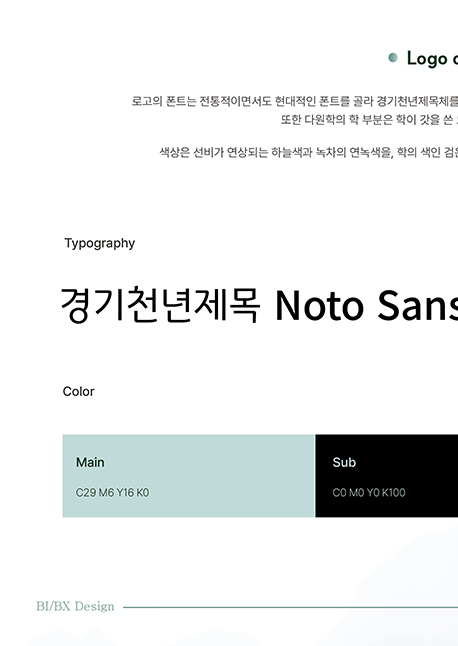 Logo
로고의 폰트는 전통적이면서도 현대적인 폰트를 골라 경기천년제목체를
또한 다원학의 학 부분은 학이 갓을 쓴
색상은 선비가 연상되는 하늘색과 녹차의 연녹색을, 학의 색인 검은
Typography
경기천년제목 Noto Sans
Color
Main
Sub
C29 M6 Y16 K0
C0 M0 Y0 K100
BI/BX Design